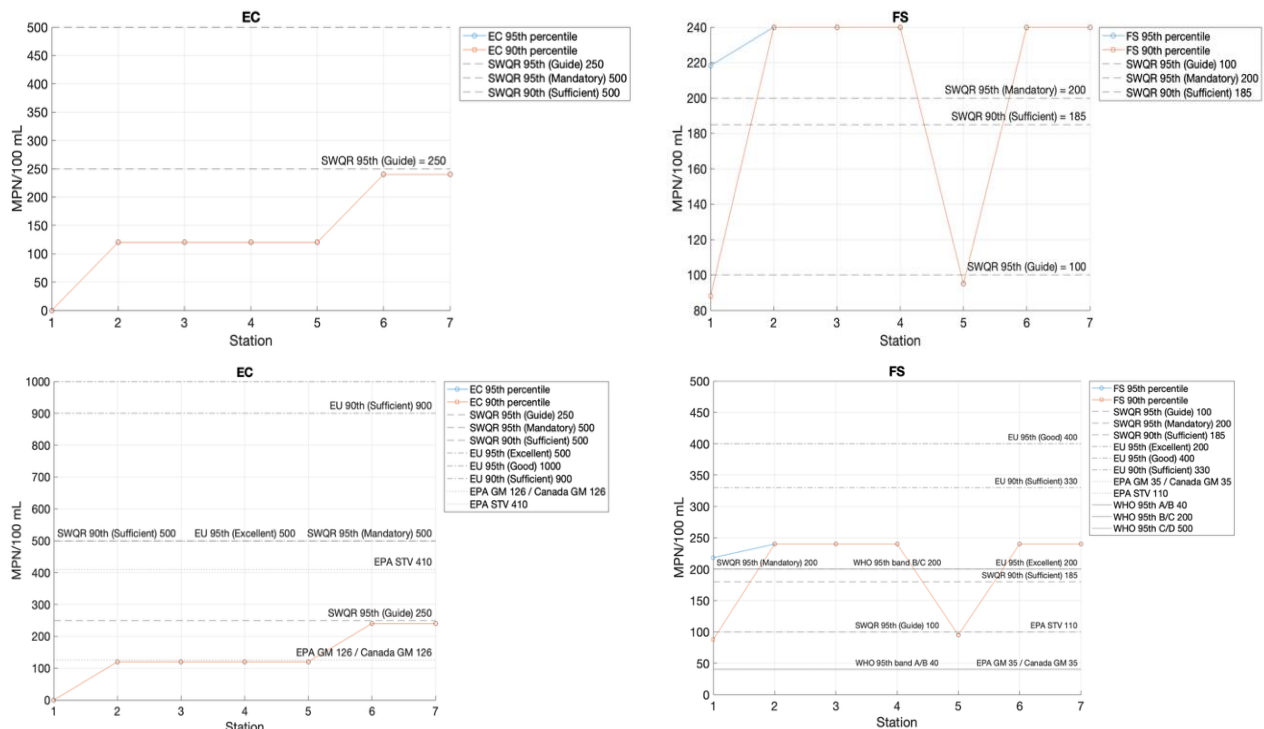 EC
500
450
400
350
300
250
200
150
100
50
0
MPN/100 mL
SWQR 95th (Guide) = 250
1 2 3 4 5 6 7
Station
EC 95th percentile
EC 90th percentile
SWQR 95th (Guide) 250
SWQR 95th (Mandatory) 500
SWQR 90th (Sufficient) 500
FS
240
220
200
180
160
140
120
100
80
MPN/100 mL
SWQR 95th (Mandatory) = 200
SWQR 90th (Sufficient) = 185
SWQR 95th (Guide) = 100
1 2 3 4 5 6 7
Station
FS 95th percentile
FS 90th percentile
SWQR 95th (Guide) 100
SWQR 95th (Mandatory) 200
SWQR 90th (Sufficient) 185
EC
1000
900
800
700
600
500
400
300
200
100
0
MPN/100 mL
EU 90th (Sufficient) 900
SWQR 90th (Sufficient) 500 EU 95th (Excellent) 500 SWQR 95th (Mandatory) 500
EPA STV 410
SWQR 95th (Guide) 250
EPA GM 126 / Canada GM 126
1 2 3 4 5 6 7
Station
EC 95th percentile
EC 90th percentile
SWQR 95th (Guide) 250
SWQR 95th (Mandatory) 500
SWQR 90th (Sufficient) 500
EU 95th (Excellent) 500
EU 95th (Good) 1000
EU 90th (Sufficient) 900
EPA GM 126 / Canada GM 126
EPA STV 410
FS
500
450
400
350
300
250
200
150
100
50
0
MPN/100 mL
EU 95th (Good) 400
EU 90th (Sufficient) 330
SWQR 95th (Mandatory) 200 WHO 95th band B/C 200 EU 95th (Excellent) 200
SWQR 90th (Sufficient) 185
SWQR 95th (Guide) 100 EPA STV 110
WHO 95th band A/B 40 EPA GM 35 / Canada GM 35
1 2 3 4 5 6 7
Station
FS 95th percentile
FS 90th percentile
SWQR 95th (Guide) 100
SWQR 95th (Mandatory) 200
SWQR 90th (Sufficient) 185
EU 95th (Excellent) 200
EU 95th (Good) 400
EU 90th (Sufficient) 330
EPA GM 35 / Canada GM 35
EPA STV 110
WHO 95th A/B 40
WHO 95th B/C 200
WHO 95th C/D 500